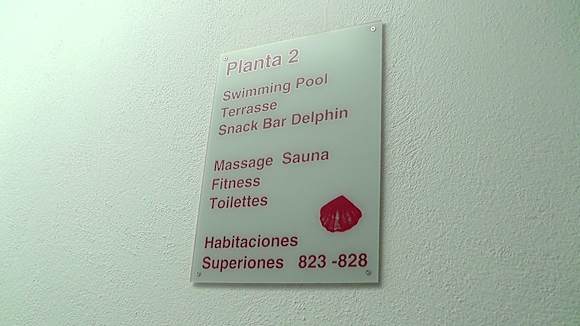 Planta 2
Swimming Pool
Terrasse
Snack Bar Delphin
Massage Sauna
Fitness
Toilettes
Habitaciones
Superiones 823 -828